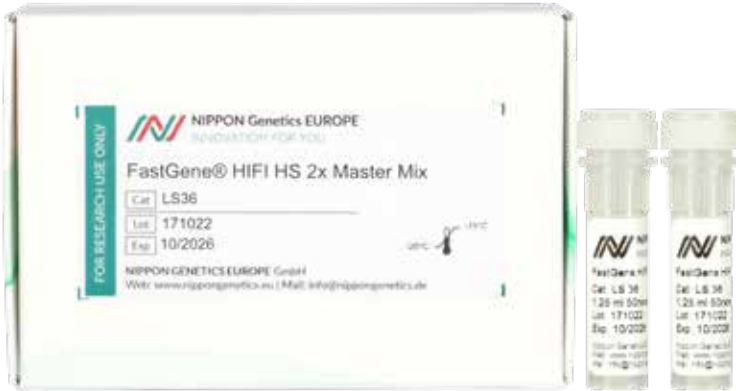 FOR RESEARCH USE ONLY
NIPPON Genetics EUROPE
INNOVATION FOR YOU
FastGene® HIFI HS 2x Master Mix
Cat LS36
Lot 171022
Exp 10/2026
NIPPON GENETICS EUROPE GmbH
Web: www.nippongenetics.eu | Mail: info@nippongenetics.de
FastGene HIF
Cat LS 36
1.25 ml
Lot 171022
Exp 10/2026
FastGene HIF
Cat LS 36
1.25 ml
Lot 171022
Exp 10/2026